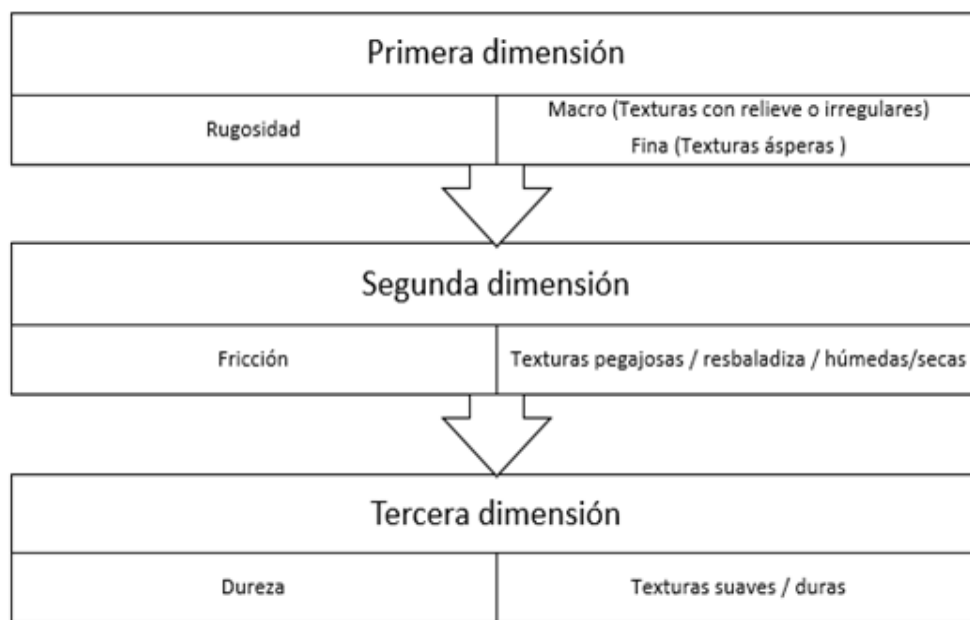 Primera dimensión
Rugosidad
Macro (Texturas con relieve o irregulares)
Fina (Texturas ásperas )
Segunda dimensión
Fricción
Texturas pegajosas / resbaladiza / húmedas/secas
Tercera dimensión
Dureza
Texturas suaves / duras